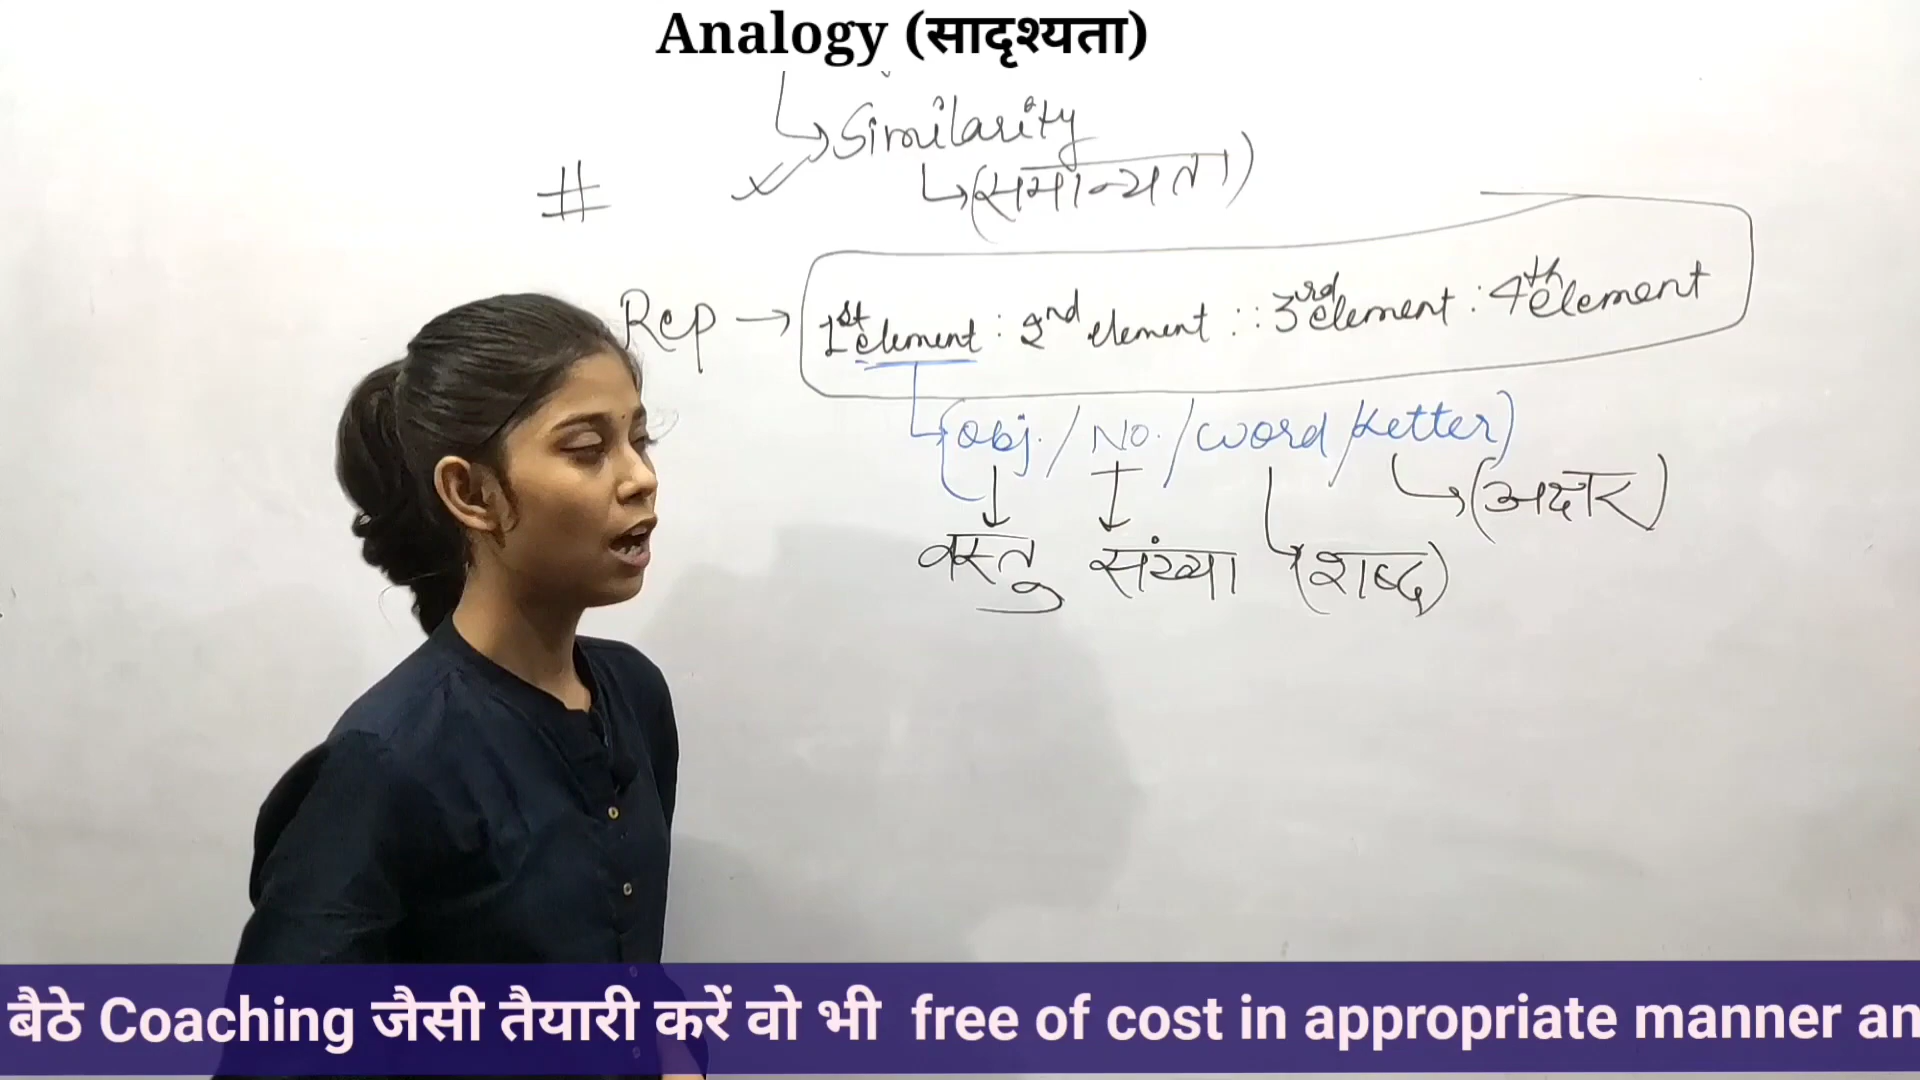 Analogy (सादृश्यता)
Similarity
(समान्यता)
#
Rep → 1st element : 2nd element :: 3rd element : 4th element
(obj. / No. / word / Letter)
(अक्षर)
वस्तु संख्या (शब्द)
बैठे Coaching जैसी तैयारी करें वो भी free of cost in appropriate manner an